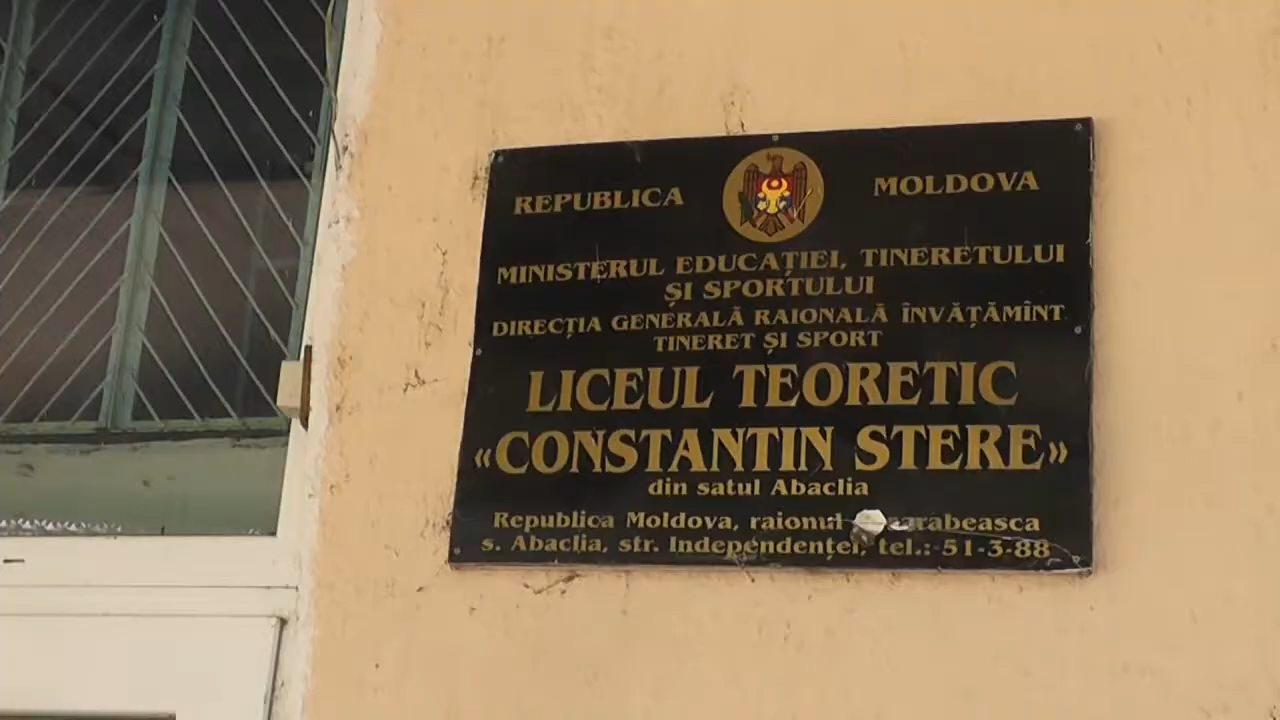 REPUBLICA MOLDOVA
MINISTERUL EDUCAȚIEI, TINERETULUI
ȘI SPORTULUI
DIRECȚIA GENERALĂ RAIONALĂ ÎNVĂȚĂMÎNT
TINERET ȘI SPORT
LICEUL TEORETIC
«CONSTANTIN STERE»
din satul Abaclia
Republica Moldova, raionul
s. Abaclia, str. Independenței, tel.: 51-3-88